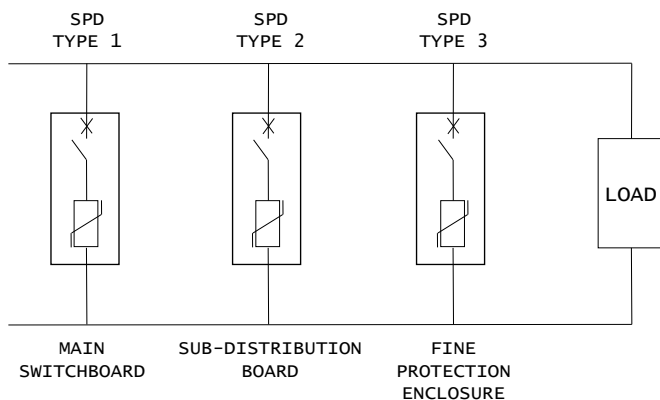 SPD
TYPE 1
SPD
TYPE 2
SPD
TYPE 3
LOAD
MAIN
SWITCHBOARD
SUB-DISTRIBUTION
BOARD
FINE
PROTECTION
ENCLOSURE